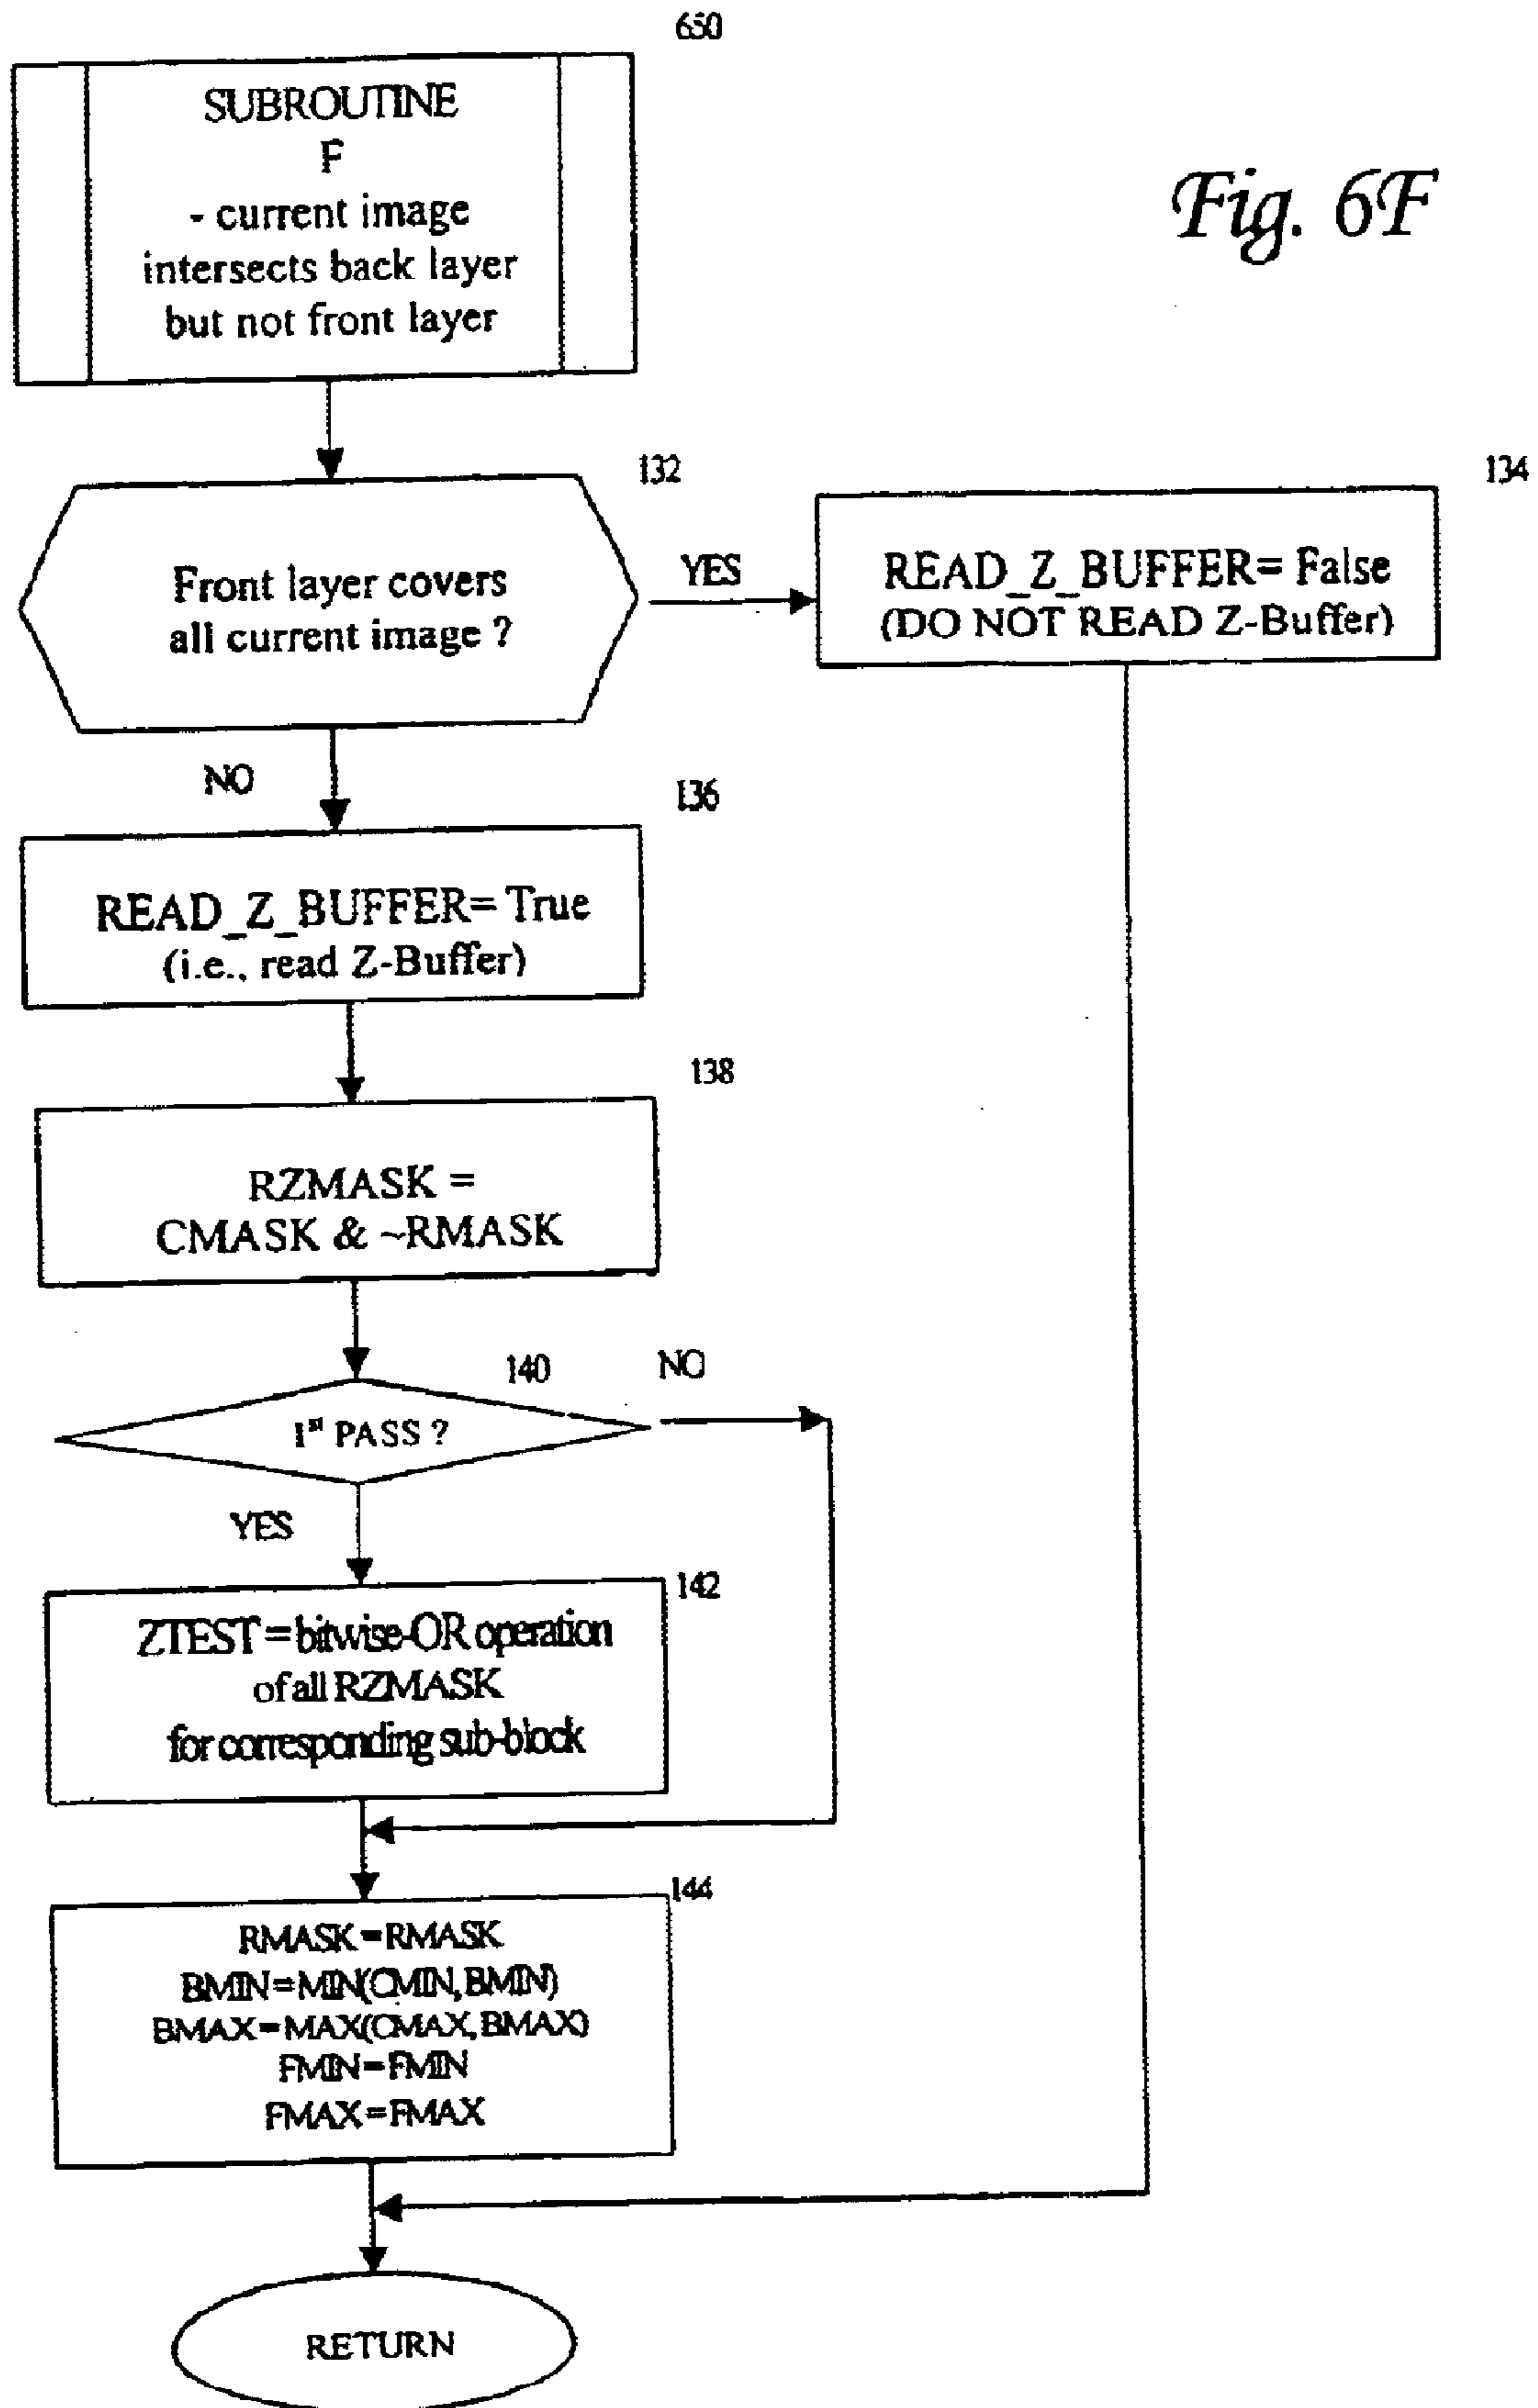 650
SUBROUTINE
F
- current image
intersects back layer
but not front layer
Fig. 6F
132
Front layer covers
all current image ?
YES
134
READ_Z_BUFFER= False
(DO NOT READ Z-Buffer)
NO
136
READ_Z_BUFFER= True
(i.e., read Z-Buffer)
138
RZMASK =
CMASK & ~RMASK
140
NO
1st PASS ?
YES
142
ZTEST = bitwise-OR operation
of all RZMASK
for corresponding sub-block
144
RMASK = RMASK
BMIN = MIN(CMIN, BMIN)
BMAX = MAX(CMAX, BMAX)
FMIN = FMIN
FMAX = FMAX
RETURN